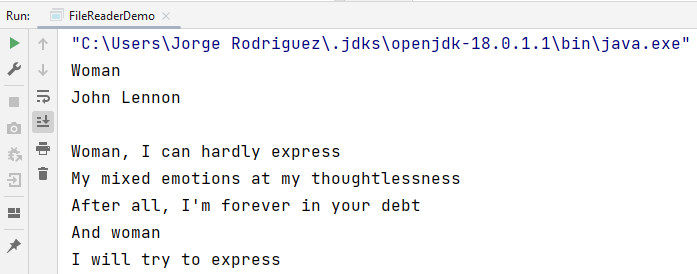 Run: FileReaderDemo
"C:\Users\Jorge Rodriguez\.jdks\openjdk-18.0.1.1\bin\java.exe"
Woman
John Lennon

Woman, I can hardly express
My mixed emotions at my thoughtlessness
After all, I'm forever in your debt
And woman
I will try to express